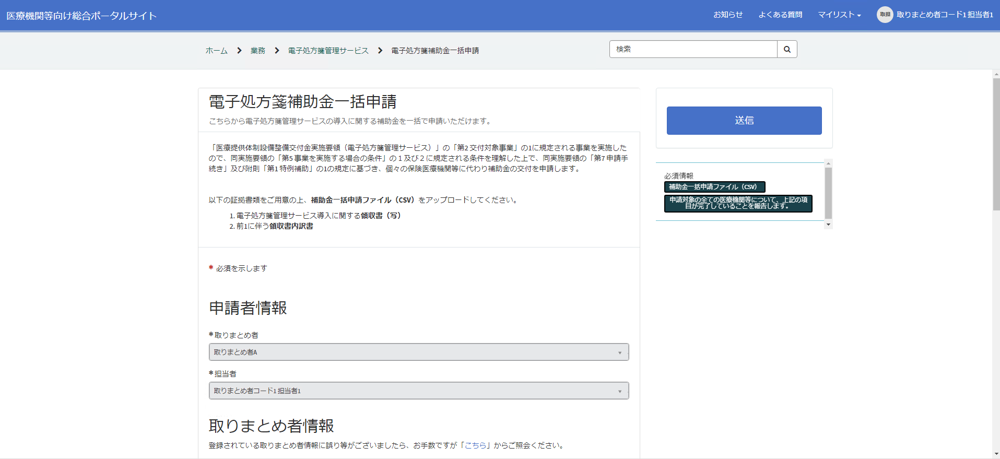 医療機関等向け総合ポータルサイト
お知らせ
よくある質問
マイリスト
取担
取りまとめ者コード1 担当者1
ホーム
業務
電子処方箋管理サービス
電子処方箋補助金一括申請
検索
電子処方箋補助金一括申請
こちらから電子処方箋管理サービスの導入に関する補助金を一括で申請いただけます。
「医療提供体制設備整備交付金実施要領（電子処方箋管理サービス）」の「第2 交付対象事業」の1に規定される事業を実施した
ので、同実施要領の「第5 事業を実施する場合の条件」の１及び２に規定される条件を理解した上で、同実施要領の「第7 申請手
続き」及び附則「第1 特例補助」の1の規定に基づき、個々の保険医療機関等に代わり補助金の交付を申請します。
以下の証拠書類をご用意の上、補助金一括申請ファイル（CSV）をアップロードしてください。
1. 電子処方箋管理サービス導入に関する領収書（写）
2. 前1に伴う領収書内訳書
* 必須を示します
申請者情報
*取りまとめ者
取りまとめ者A
*担当者
取りまとめ者コード1 担当者1
取りまとめ者情報
登録されている取りまとめ者情報に誤り等がございましたら、お手数ですが「こちら」からご照会ください。
送信
必須情報
補助金一括申請ファイル（CSV）
申請対象の全ての医療機関等について、上記の項
目が完了していることを報告します。